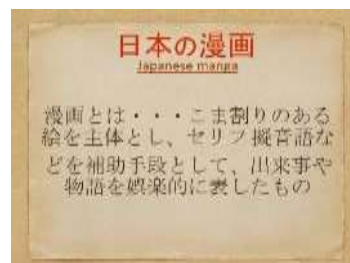 日本の漫画
Japanese manga
漫画とは・・・こま割りのある
絵を主体とし、セリフ擬音語な
どを補助手段として、出来事や
物語を娯楽的に表したもの